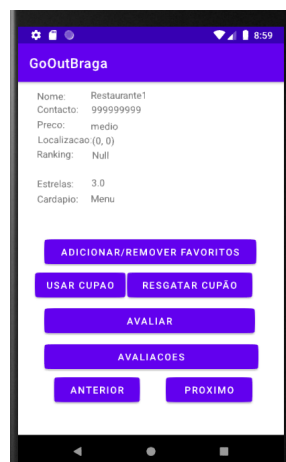 8:59
GoOutBraga
Nome: Restaurante1
Contacto: 999999999
Preco: medio
Localizacao:(0, 0)
Ranking: Null
Estrelas: 3.0
Cardapio: Menu
ADICIONAR/REMOVER FAVORITOS
USAR CUPAO RESGATAR CUPÃO
AVALIAR
AVALIACOES
ANTERIOR PROXIMO